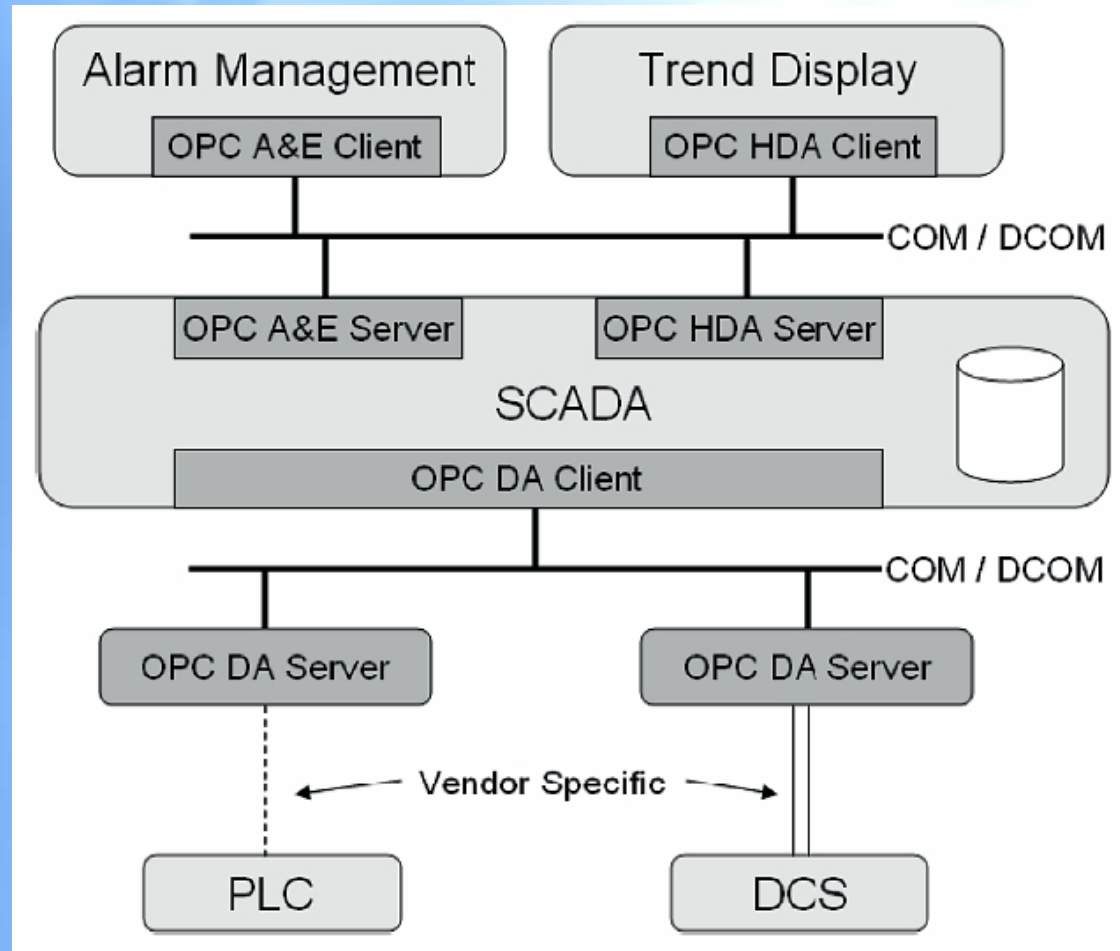 Alarm Management
Trend Display
OPC A&E Client
OPC HDA Client
COM / DCOM
OPC A&E Server
OPC HDA Server
SCADA
OPC DA Client
COM / DCOM
OPC DA Server
OPC DA Server
Vendor Specific
PLC
DCS